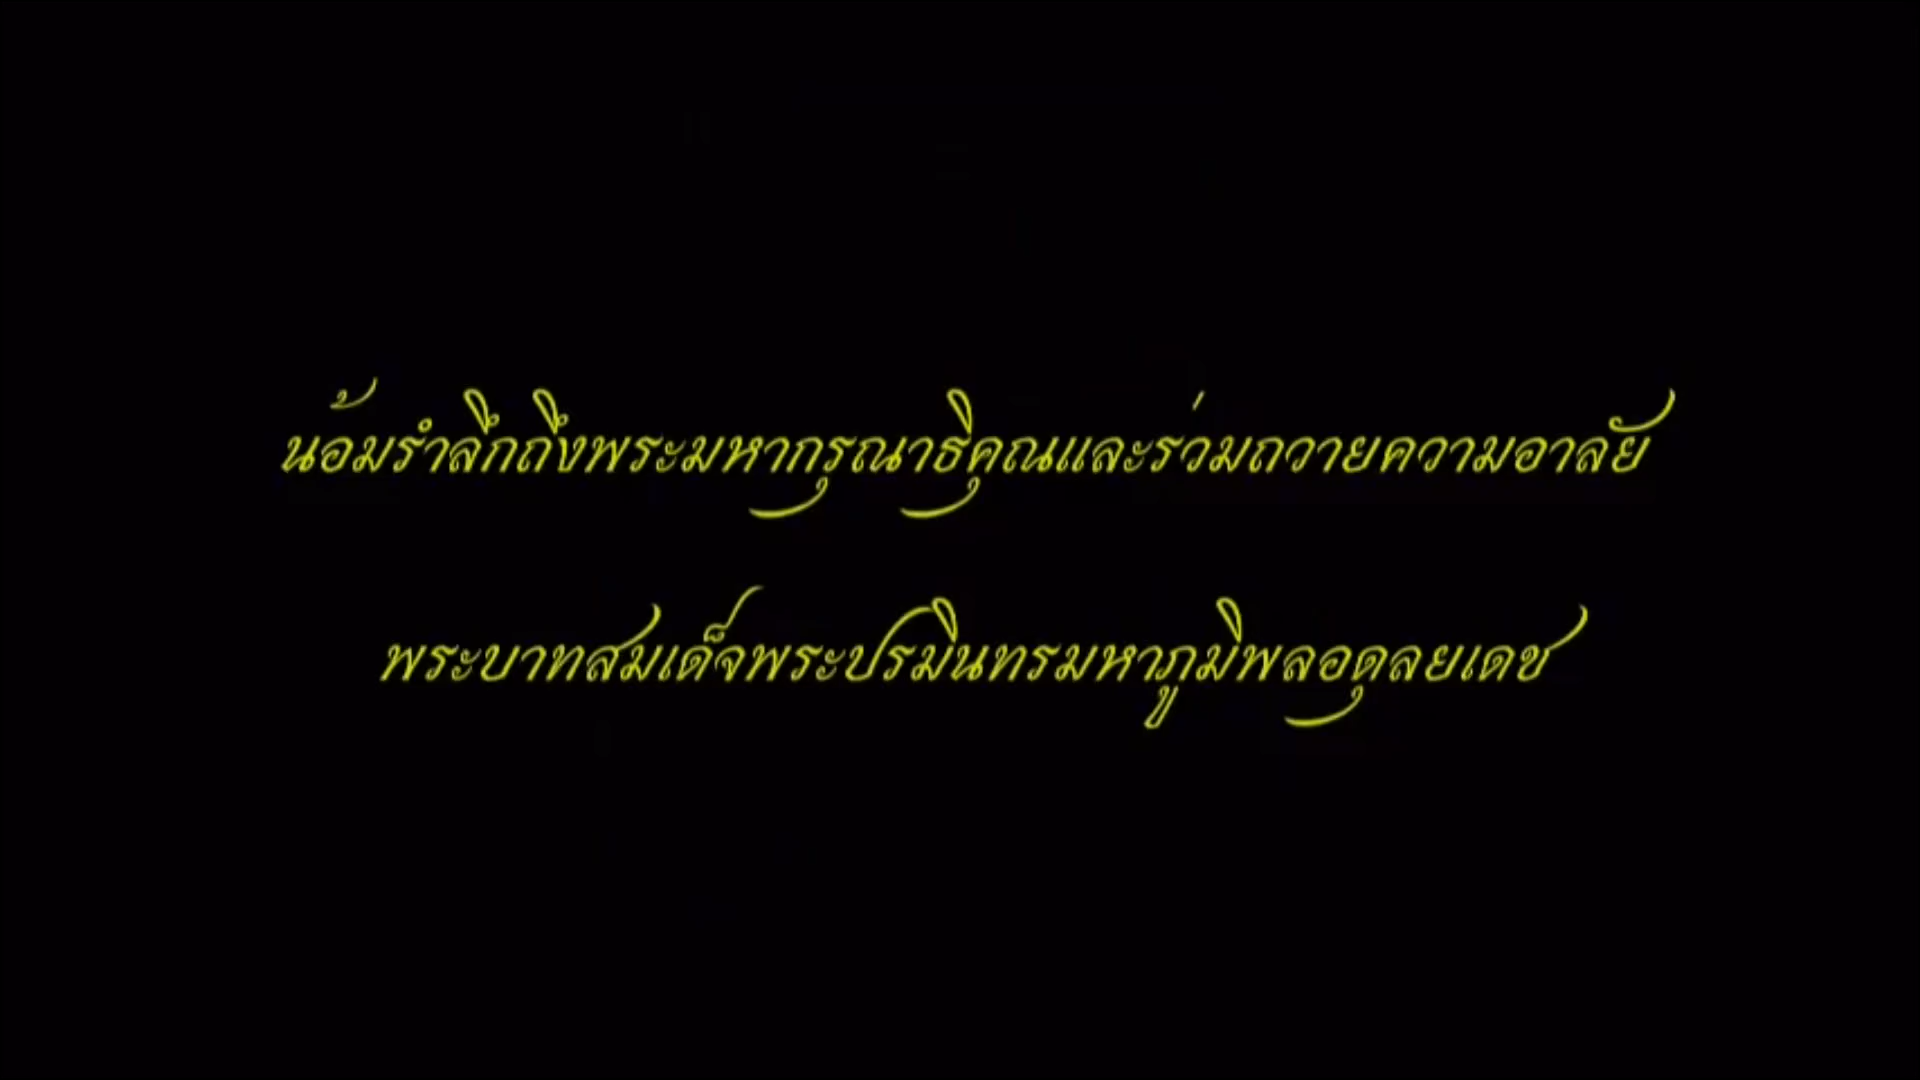 น้อมรำลึกถึงพระมหากรุณาธิคุณและร่วมถวายความอาลัย
พระบาทสมเด็จพระปรมินทรมหาภูมิพลอดุลยเดช